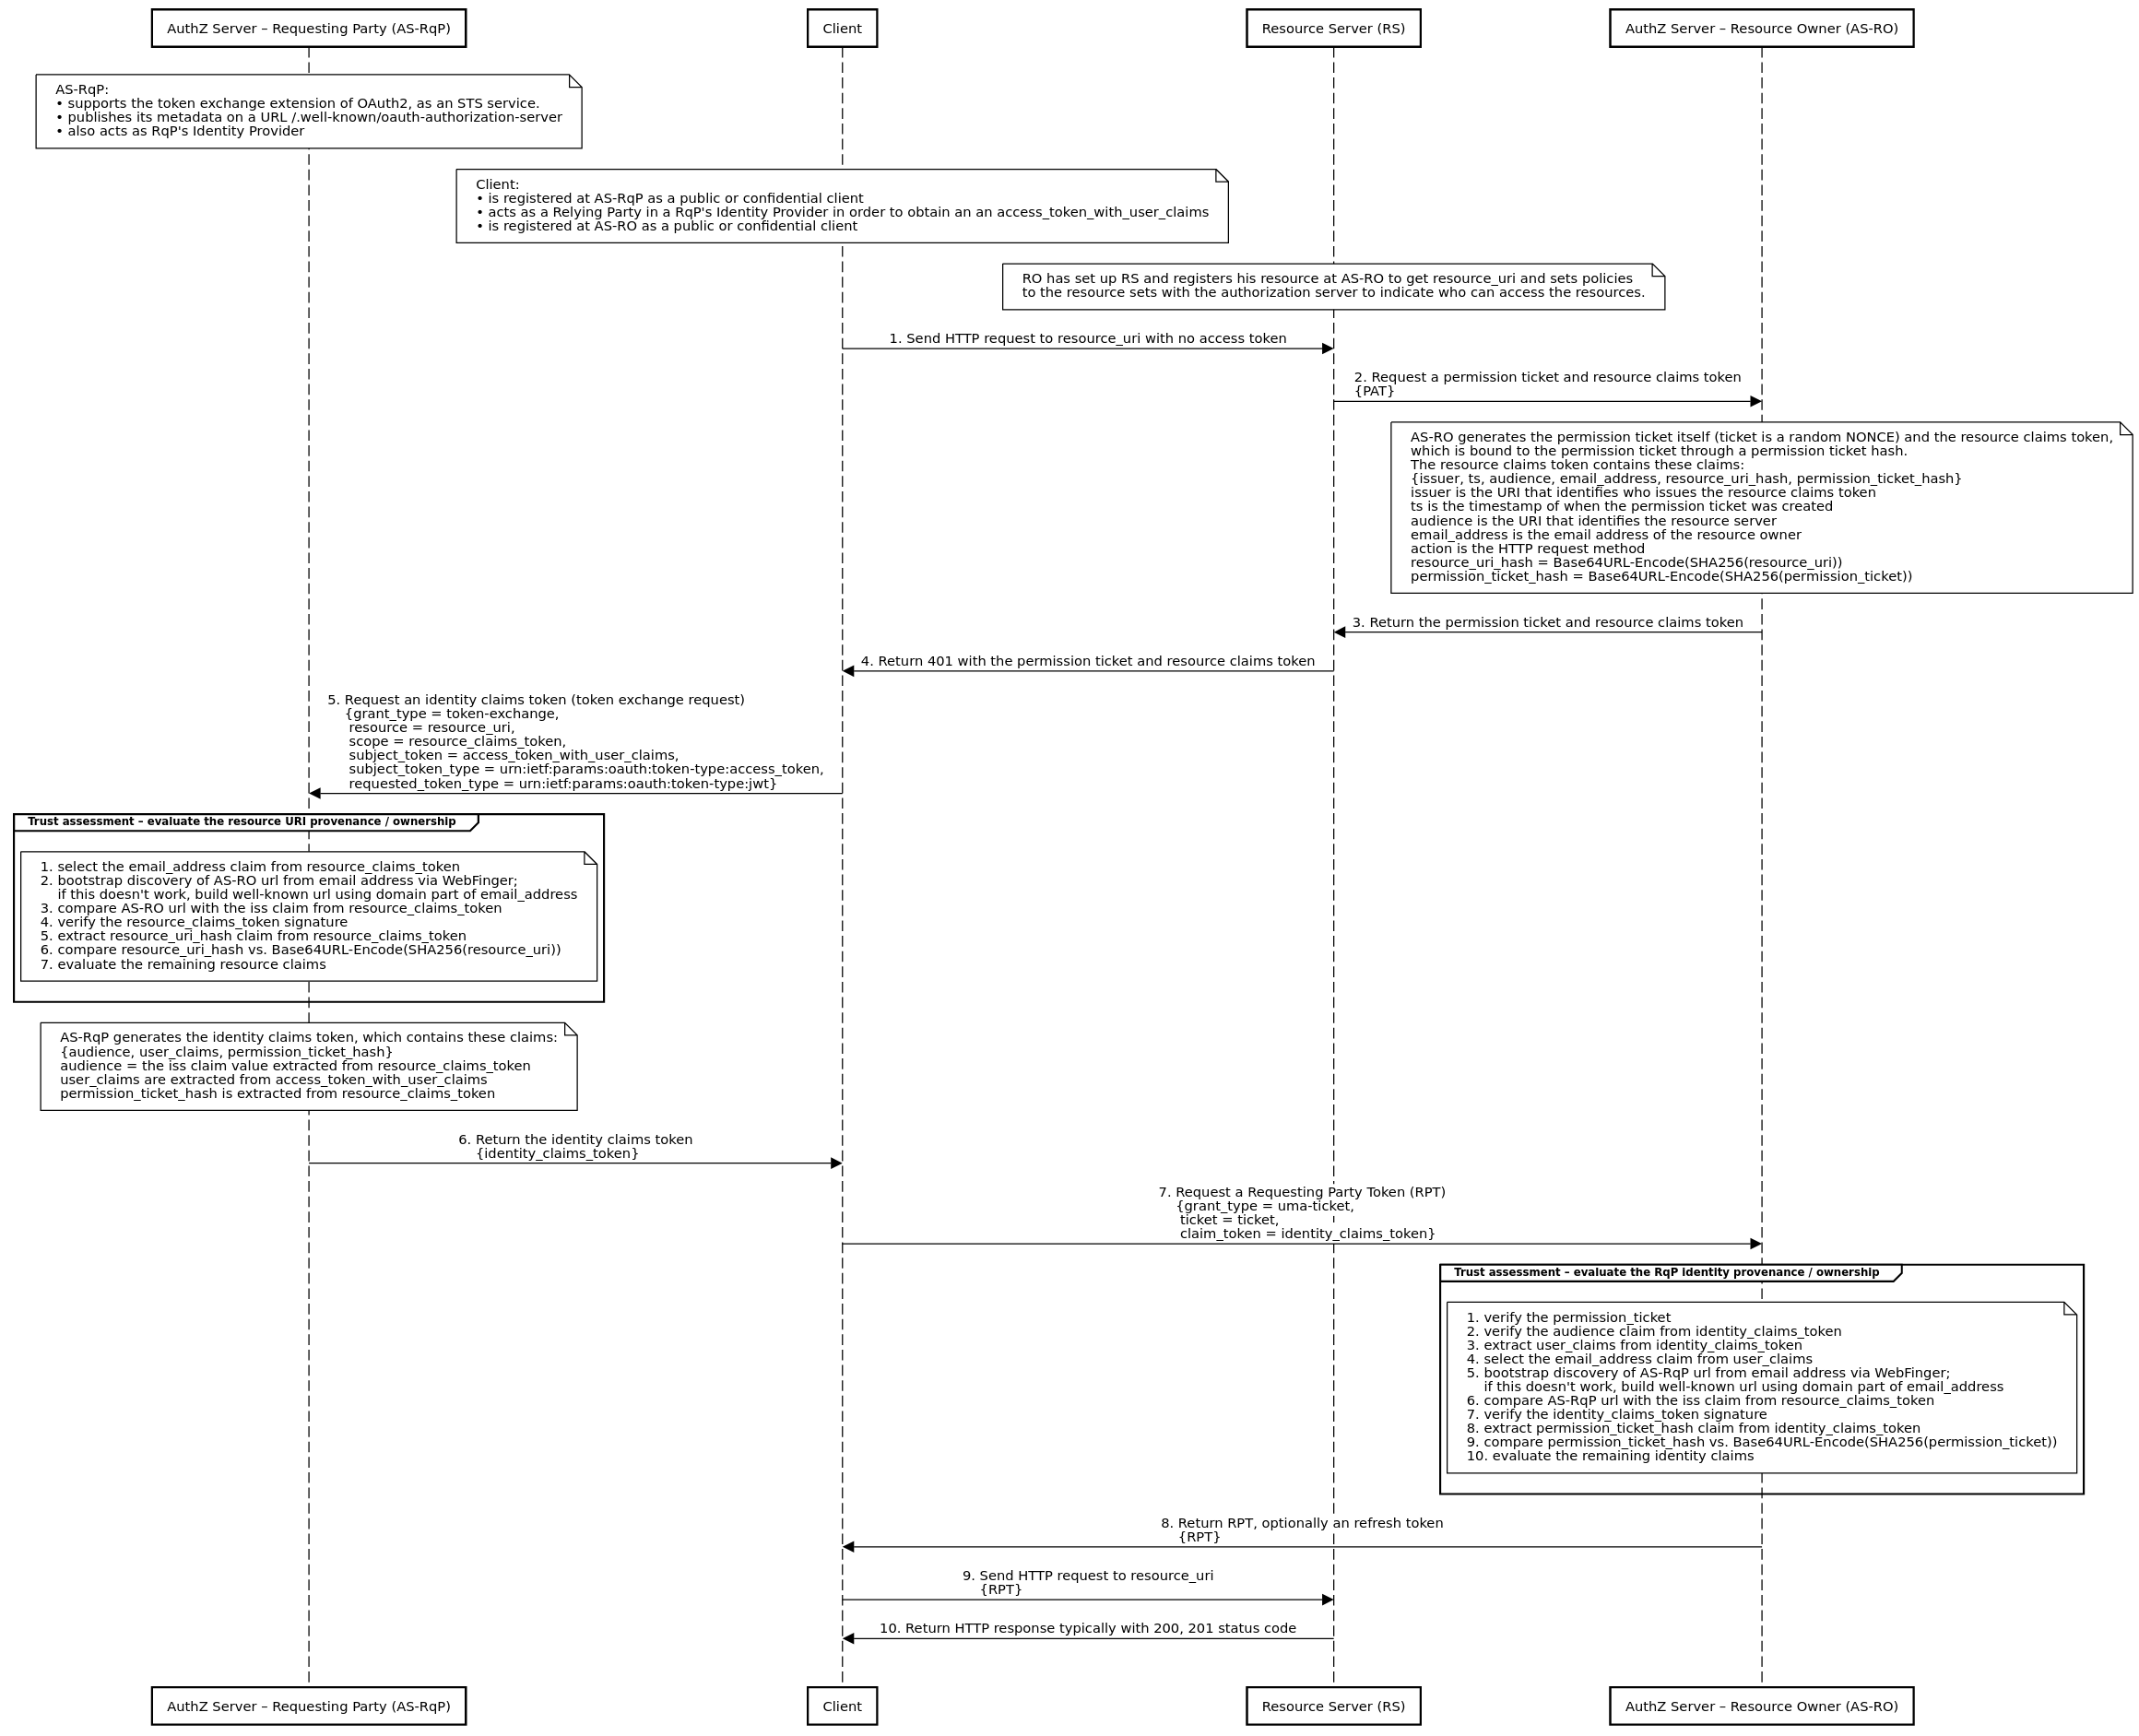 AuthZ Server – Requesting Party (AS-RqP)
Client
Resource Server (RS)
AuthZ Server – Resource Owner (AS-RO)
AS-RqP:
• supports the token exchange extension of OAuth2, as an STS service.
• publishes its metadata on a URL /.well-known/oauth-authorization-server
• also acts as RqP's Identity Provider
Client:
• is registered at AS-RqP as a public or confidential client
• acts as a Relying Party in a RqP's Identity Provider in order to obtain an an access_token_with_user_claims
• is registered at AS-RO as a public or confidential client
RO has set up RS and registers his resource at AS-RO to get resource_uri and sets policies
to the resource sets with the authorization server to indicate who can access the resources.
1. Send HTTP request to resource_uri with no access token
2. Request a permission ticket and resource claims token
{PAT}
AS-RO generates the permission ticket itself (ticket is a random NONCE) and the resource claims token,
which is bound to the permission ticket through a permission ticket hash.
The resource claims token contains these claims:
{issuer, ts, audience, email_address, resource_uri_hash, permission_ticket_hash}
issuer is the URI that identifies who issues the resource claims token
ts is the timestamp of when the permission ticket was created
audience is the URI that identifies the resource server
email_address is the email address of the resource owner
action is the HTTP request method
resource_uri_hash = Base64URL-Encode(SHA256(resource_uri))
permission_ticket_hash = Base64URL-Encode(SHA256(permission_ticket))
3. Return the permission ticket and resource claims token
4. Return 401 with the permission ticket and resource claims token
5. Request an identity claims token (token exchange request)
{grant_type = token-exchange,
resource = resource_uri,
scope = resource_claims_token,
subject_token = access_token_with_user_claims,
subject_token_type = urn:ietf:params:oauth:token-type:access_token,
requested_token_type = urn:ietf:params:oauth:token-type:jwt}
Trust assessment – evaluate the resource URI provenance / ownership
1. select the email_address claim from resource_claims_token
2. bootstrap discovery of AS-RO url from email address via WebFinger;
if this doesn't work, build well-known url using domain part of email_address
3. compare AS-RO url with the iss claim from resource_claims_token
4. verify the resource_claims_token signature
5. extract resource_uri_hash claim from resource_claims_token
6. compare resource_uri_hash vs. Base64URL-Encode(SHA256(resource_uri))
7. evaluate the remaining resource claims
AS-RqP generates the identity claims token, which contains these claims:
{audience, user_claims, permission_ticket_hash}
audience = the iss claim value extracted from resource_claims_token
user_claims are extracted from access_token_with_user_claims
permission_ticket_hash is extracted from resource_claims_token
6. Return the identity claims token
{identity_claims_token}
7. Request a Requesting Party Token (RPT)
{grant_type = uma-ticket,
ticket = ticket,
claim_token = identity_claims_token}
Trust assessment – evaluate the RqP identity provenance / ownership
1. verify the permission_ticket
2. verify the audience claim from identity_claims_token
3. extract user_claims from identity_claims_token
4. select the email_address claim from user_claims
5. bootstrap discovery of AS-RqP url from email address via WebFinger;
if this doesn't work, build well-known url using domain part of email_address
6. compare AS-RqP url with the iss claim from resource_claims_token
7. verify the identity_claims_token signature
8. extract permission_ticket_hash claim from identity_claims_token
9. compare permission_ticket_hash vs. Base64URL-Encode(SHA256(permission_ticket))
10. evaluate the remaining identity claims
8. Return RPT, optionally an refresh token
{RPT}
9. Send HTTP request to resource_uri
{RPT}
10. Return HTTP response typically with 200, 201 status code
AuthZ Server – Requesting Party (AS-RqP)
Client
Resource Server (RS)
AuthZ Server – Resource Owner (AS-RO)